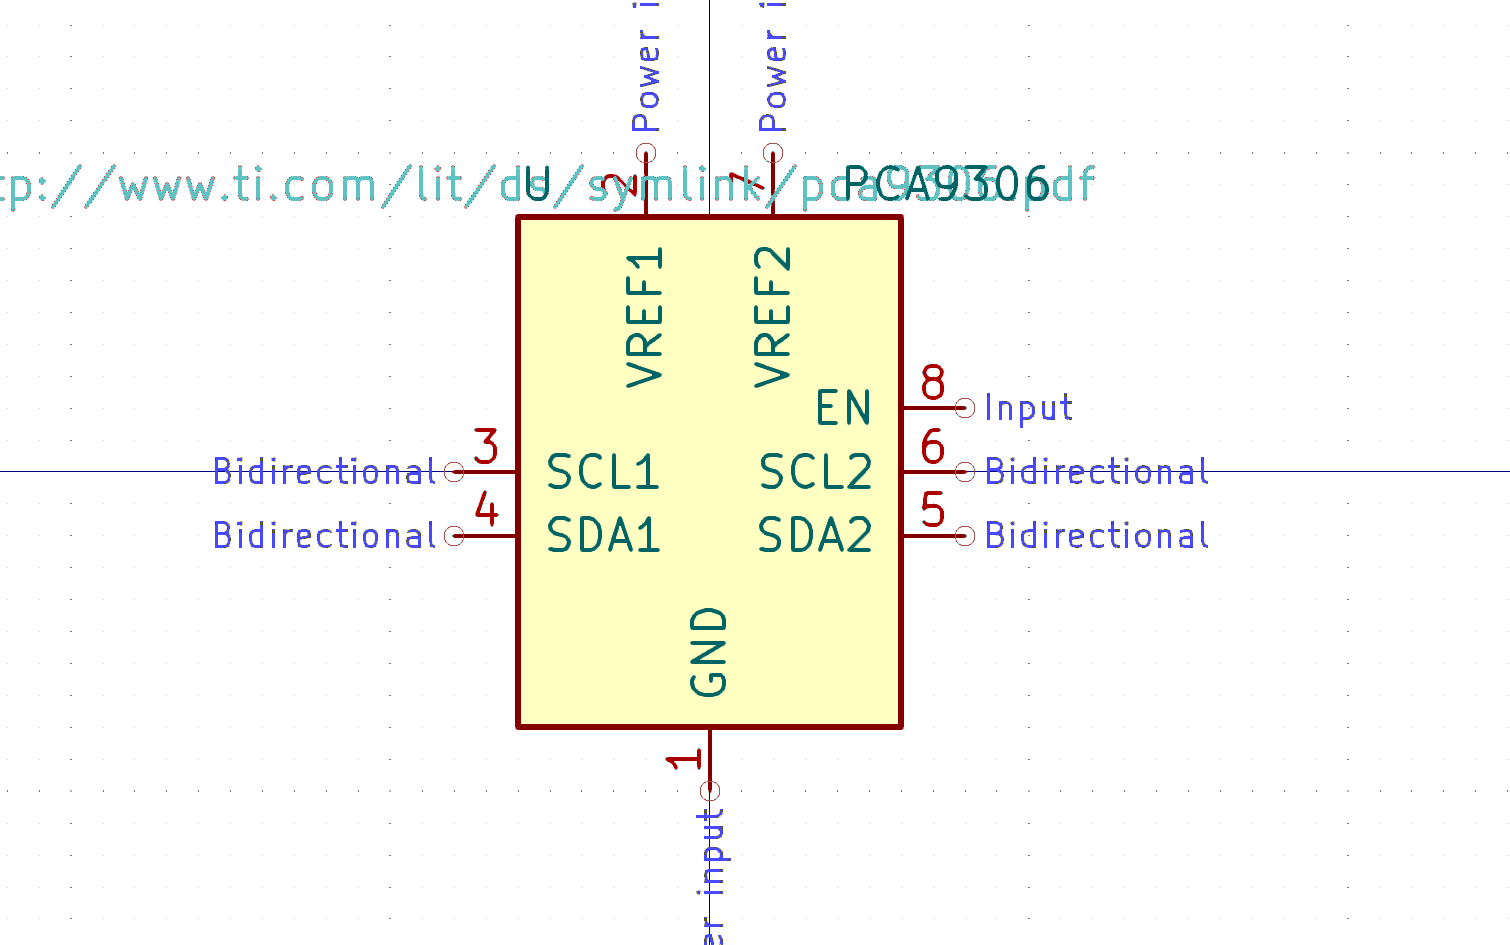 Power i
Power i
tp://www.ti.com/lit/ds/symlink/pca9306.pdf
U
2
7
PCA9306
VREF1
VREF2
EN
8
Input
Bidirectional
3
SCL1
SCL2
6
Bidirectional
Bidirectional
4
SDA1
SDA2
5
Bidirectional
GND
1
er input